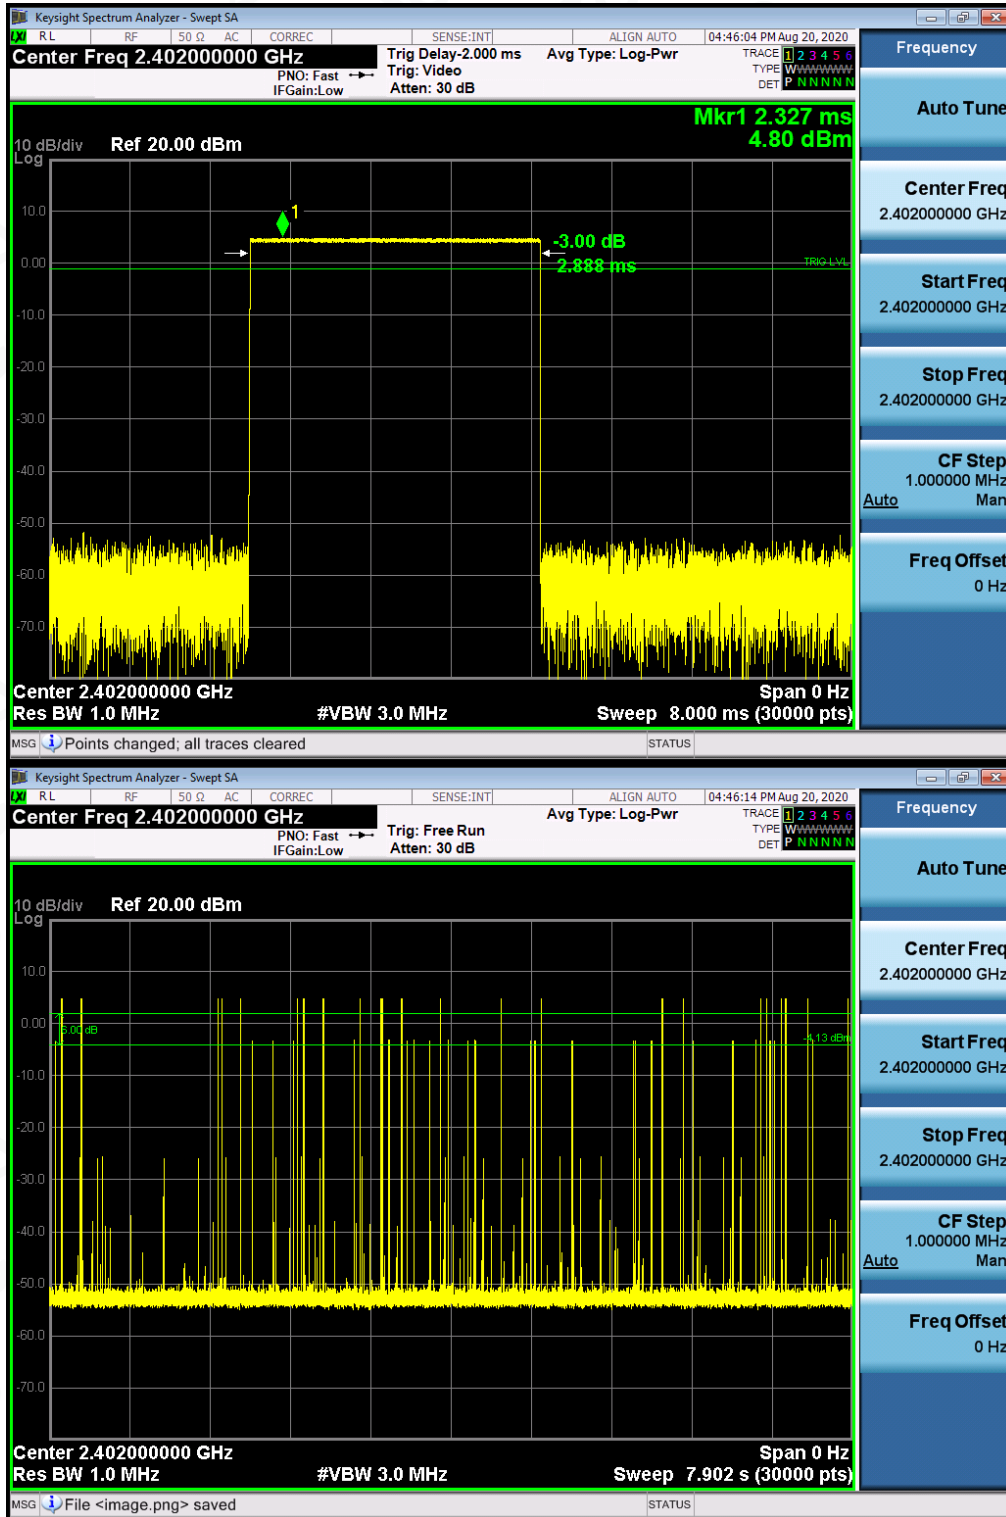 Keysight Spectrum Analyzer - Swept SA
LXI RL RF 50 Ω AC CORREC SENSE:INT ALIGN AUTO 04:46:04 PM Aug 20, 2020
Center Freq 2.402000000 GHz
PNO: Fast
IFGain:Low
Trig Delay-2.000 ms
Trig: Video
Atten: 30 dB
Avg Type: Log-Pwr
TRACE 1 2 3 4 5 6
TYPE WWWWWW
DET P N N N N N
Mkr1 2.327 ms
4.80 dBm
10 dB/div Ref 20.00 dBm
Log
10.0
1
-3.00 dB
0.00
2.888 ms
TRIG LVL
-10.0
-20.0
-30.0
-40.0
-50.0
-60.0
-70.0
Center 2.402000000 GHz Span 0 Hz
Res BW 1.0 MHz #VBW 3.0 MHz Sweep 8.000 ms (30000 pts)
MSG Points changed; all traces cleared STATUS
Frequency
Auto Tune
Center Freq
2.402000000 GHz
Start Freq
2.402000000 GHz
Stop Freq
2.402000000 GHz
CF Step
1.000000 MHz
Auto Man
Freq Offset
0 Hz
Keysight Spectrum Analyzer - Swept SA
LXI RL RF 50 Ω AC CORREC SENSE:INT ALIGN AUTO 04:46:14 PM Aug 20, 2020
Center Freq 2.402000000 GHz
PNO: Fast
IFGain:Low
Trig: Free Run
Atten: 30 dB
Avg Type: Log-Pwr
TRACE 1 2 3 4 5 6
TYPE WWWWWW
DET P N N N N N
10 dB/div Ref 20.00 dBm
Log
10.0
0.00
6.00 dB
-4.13 dBm
-10.0
-20.0
-30.0
-40.0
-50.0
-60.0
-70.0
Center 2.402000000 GHz Span 0 Hz
Res BW 1.0 MHz #VBW 3.0 MHz Sweep 7.902 s (30000 pts)
MSG File <image.png> saved STATUS
Frequency
Auto Tune
Center Freq
2.402000000 GHz
Start Freq
2.402000000 GHz
Stop Freq
2.402000000 GHz
CF Step
1.000000 MHz
Auto Man
Freq Offset
0 Hz